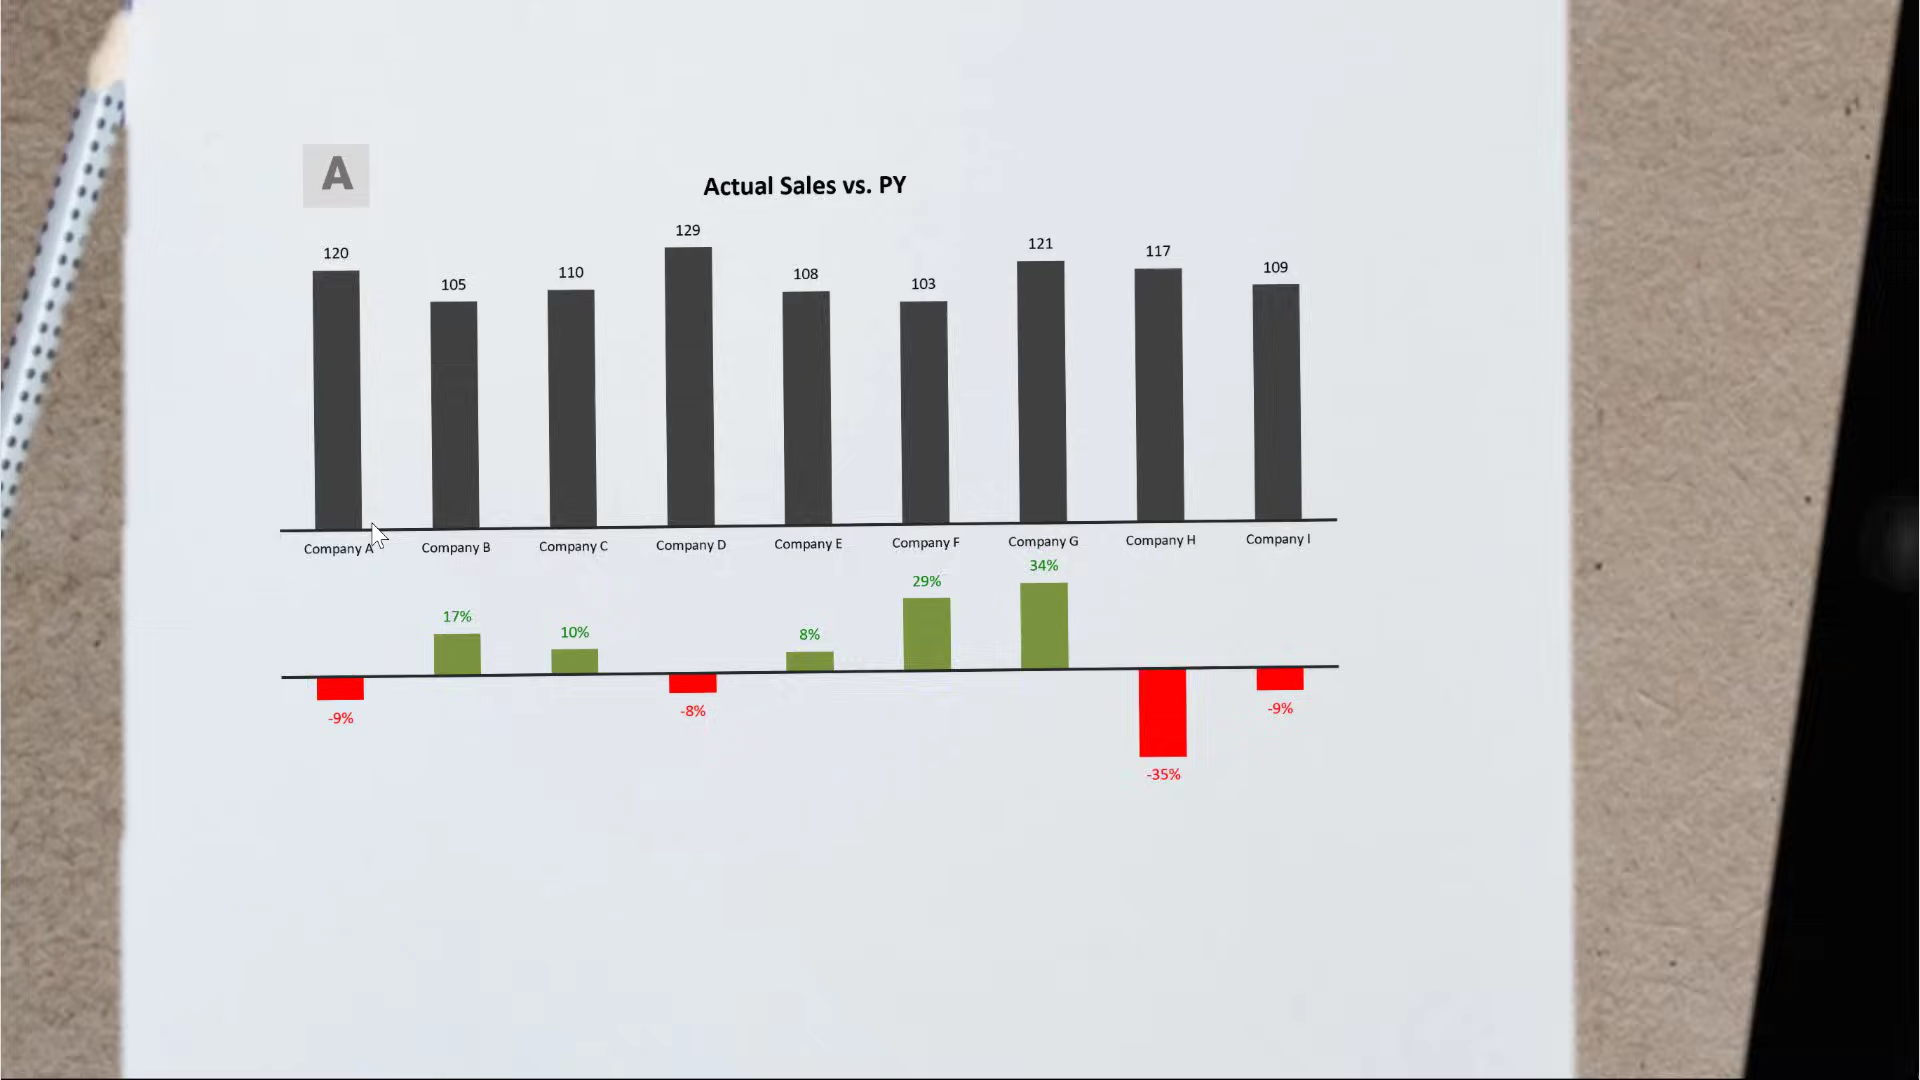 A
Actual Sales vs. PY
120 105 110 129 108 103 121 117 109
Company A Company B Company C Company D Company E Company F Company G Company H Company I
-9% 17% 10% -8% 8% 29% 34% -35% -9%